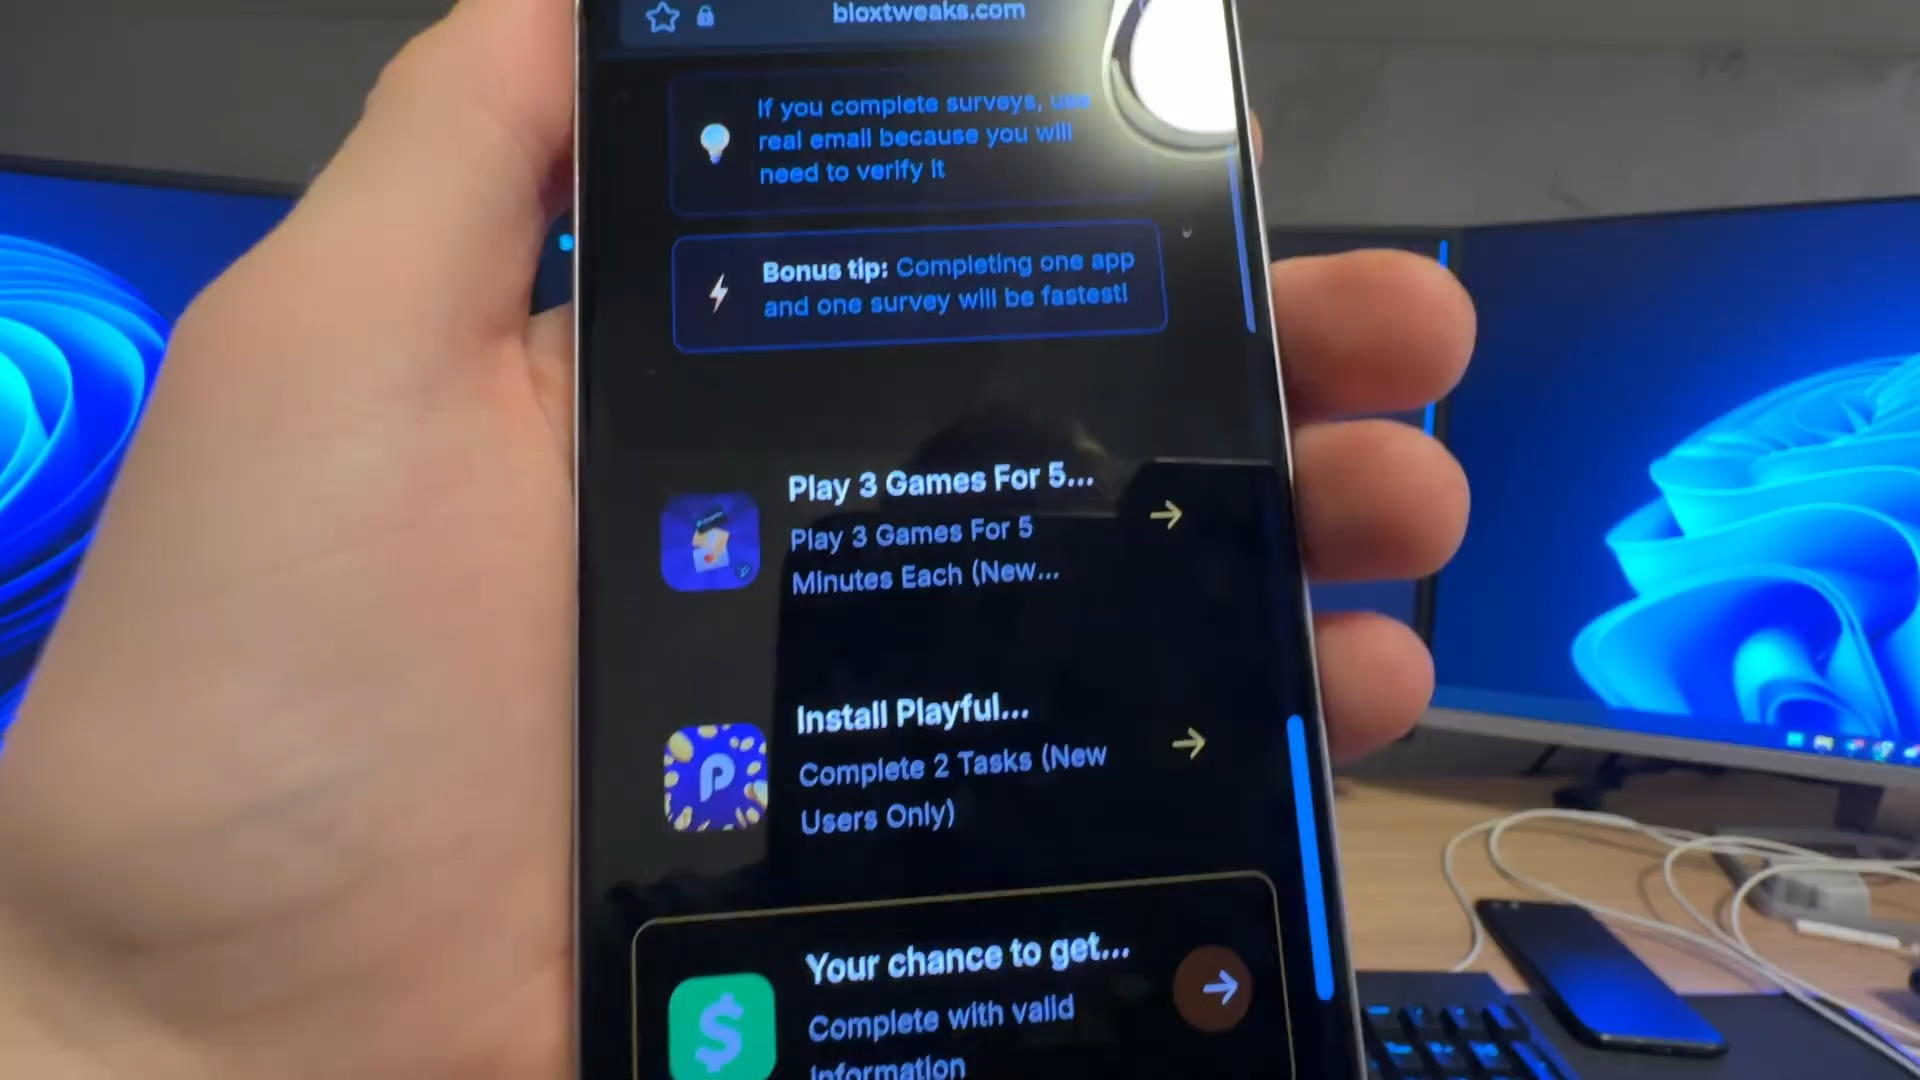 bloxtweaks.com
If you complete surveys, use
real email because you will
need to verify it
Bonus tip: Completing one app
and one survey will be fastest!
Play 3 Games For 5...
Play 3 Games For 5
Minutes Each (New...
Install Playful...
Complete 2 Tasks (New
Users Only)
Your chance to get...
Complete with valid
information